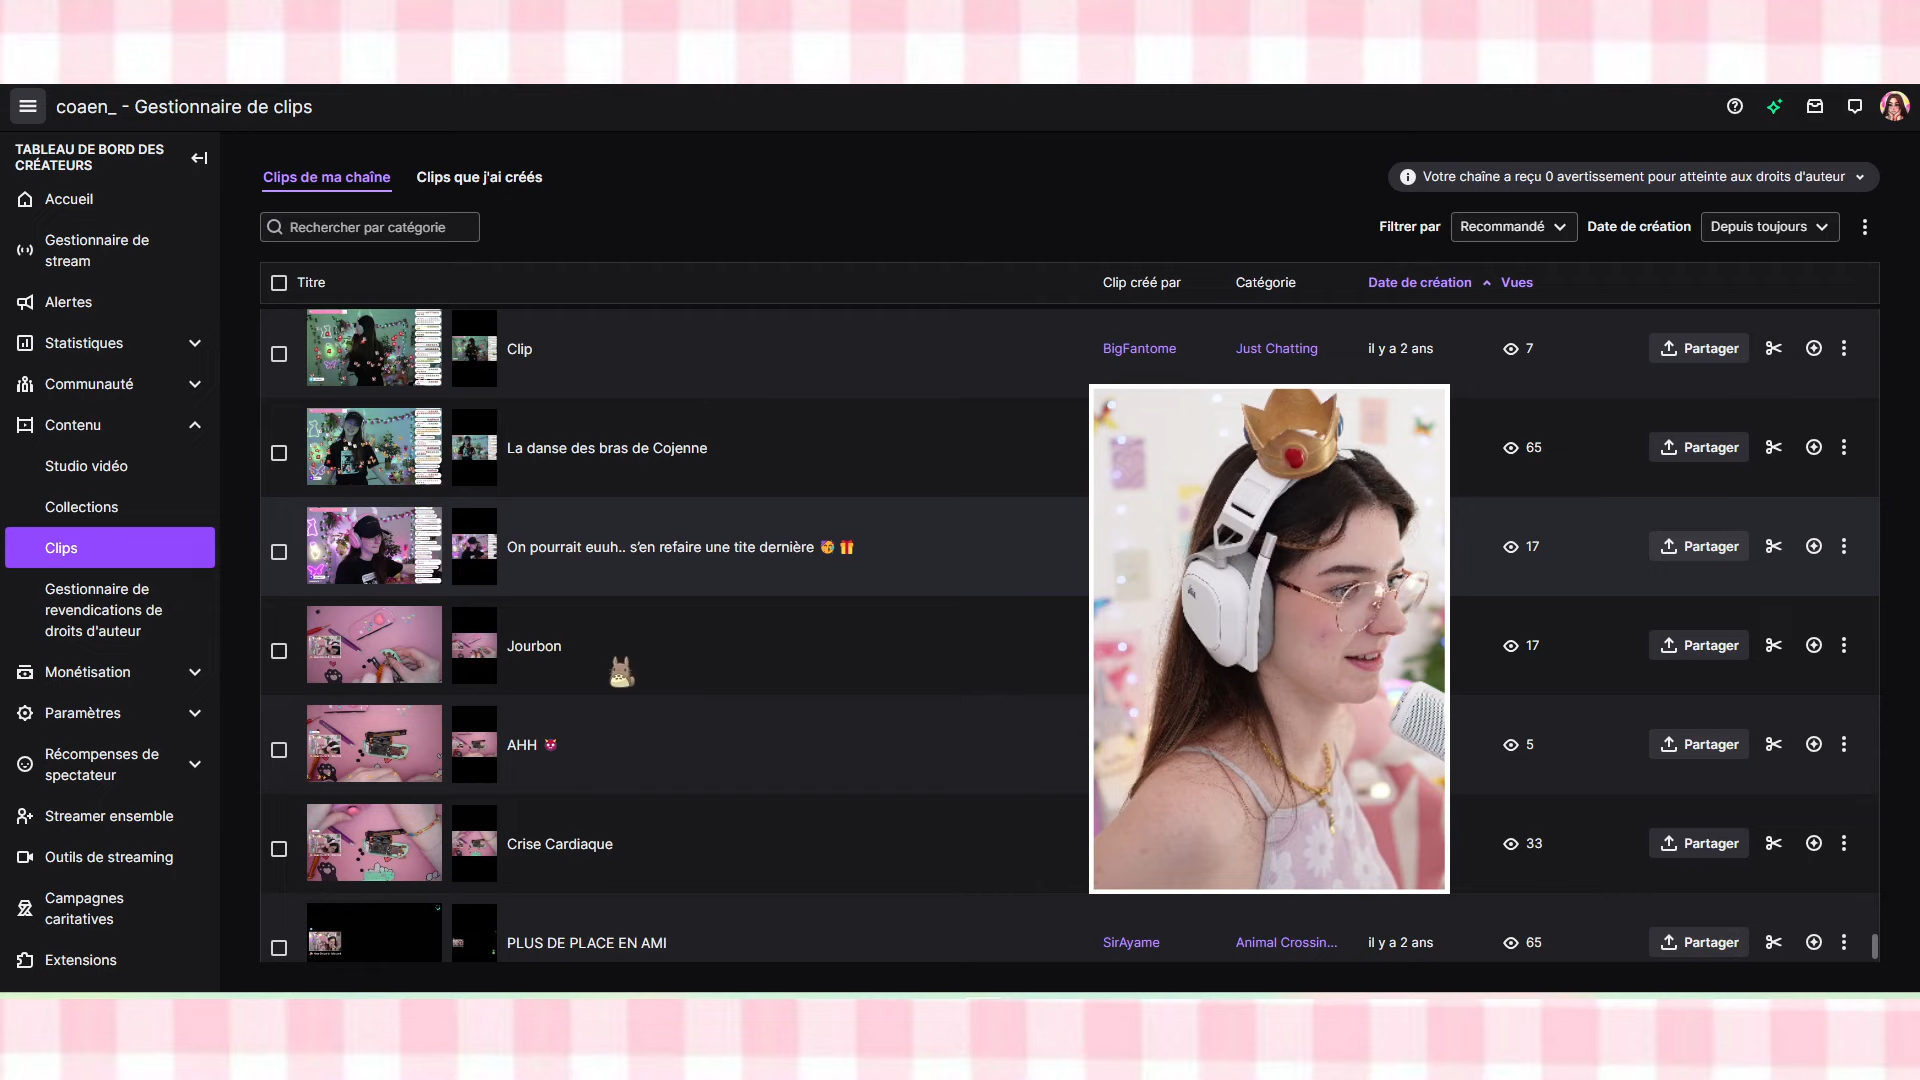 coaen_ - Gestionnaire de clips
TABLEAU DE BORD DES
CRÉATEURS
Accueil
Gestionnaire de
stream
Alertes
Statistiques
Communauté
Contenu
Studio vidéo
Collections
Clips
Gestionnaire de
revendications de
droits d'auteur
Monétisation
Paramètres
Récompenses de
spectateur
Streamer ensemble
Outils de streaming
Campagnes
caritatives
Extensions
Clips de ma chaîne Clips que j'ai créés
Votre chaîne a reçu 0 avertissement pour atteinte aux droits d'auteur
Rechercher par catégorie
Filtrer par Recommandé Date de création Depuis toujours
Titre Clip créé par Catégorie Date de création Vues
Clip BigFantome Just Chatting il y a 2 ans 7 Partager
La danse des bras de Cojenne 65 Partager
On pourrait euuh.. s’en refaire une tite dernière 🥳 🎁 17 Partager
Jourbon 17 Partager
AHH 😈 5 Partager
Crise Cardiaque 33 Partager
PLUS DE PLACE EN AMI SirAyame Animal Crossin... il y a 2 ans 65 Partager